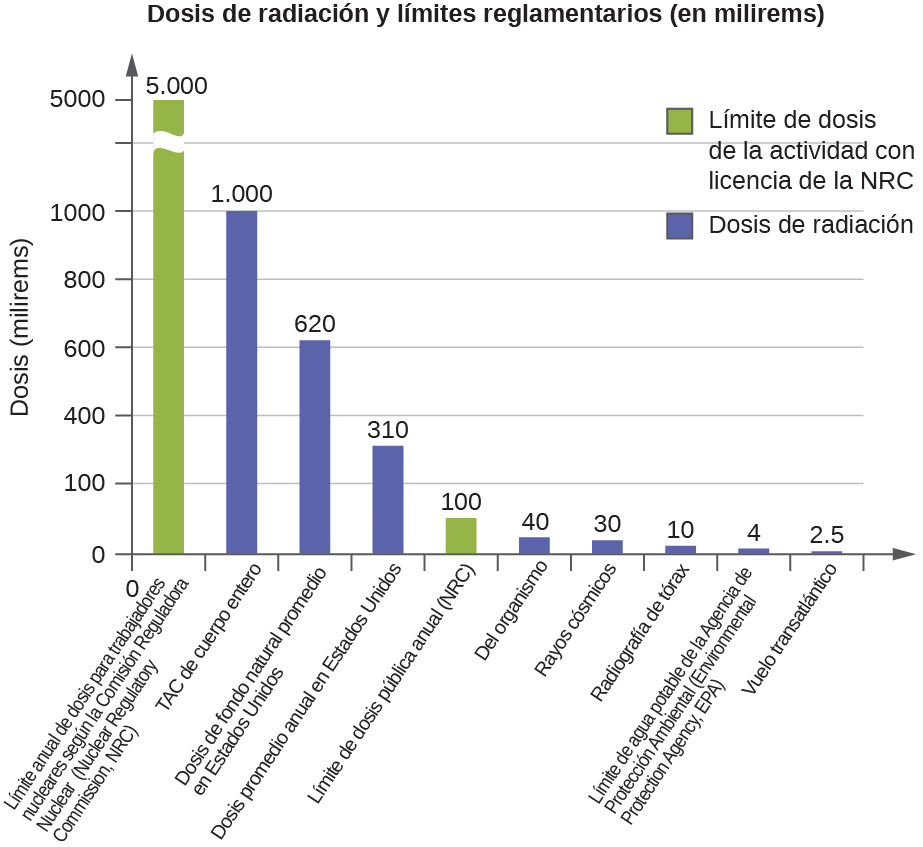 Dosis de radiación y límites reglamentarios (en milirems)
Dosis (milirems)
5000
1000
800
600
400
100
0
0
5.000
1.000
620
310
100
40
30
10
4
2.5
Límite de dosis
de la actividad con
licencia de la NRC
Dosis de radiación
Límite anual de dosis para trabajadores
nucleares según la Comisión Reguladora
Nuclear (Nuclear Regulatory
Commission, NRC)
TAC de cuerpo entero
Dosis de fondo natural promedio
en Estados Unidos
Dosis promedio anual en Estados Unidos
Límite de dosis pública anual (NRC)
Del organismo
Rayos cósmicos
Radiografía de tórax
Límite de agua potable de la Agencia de
Protección Ambiental (Environmental
Protection Agency, EPA)
Vuelo transatlántico